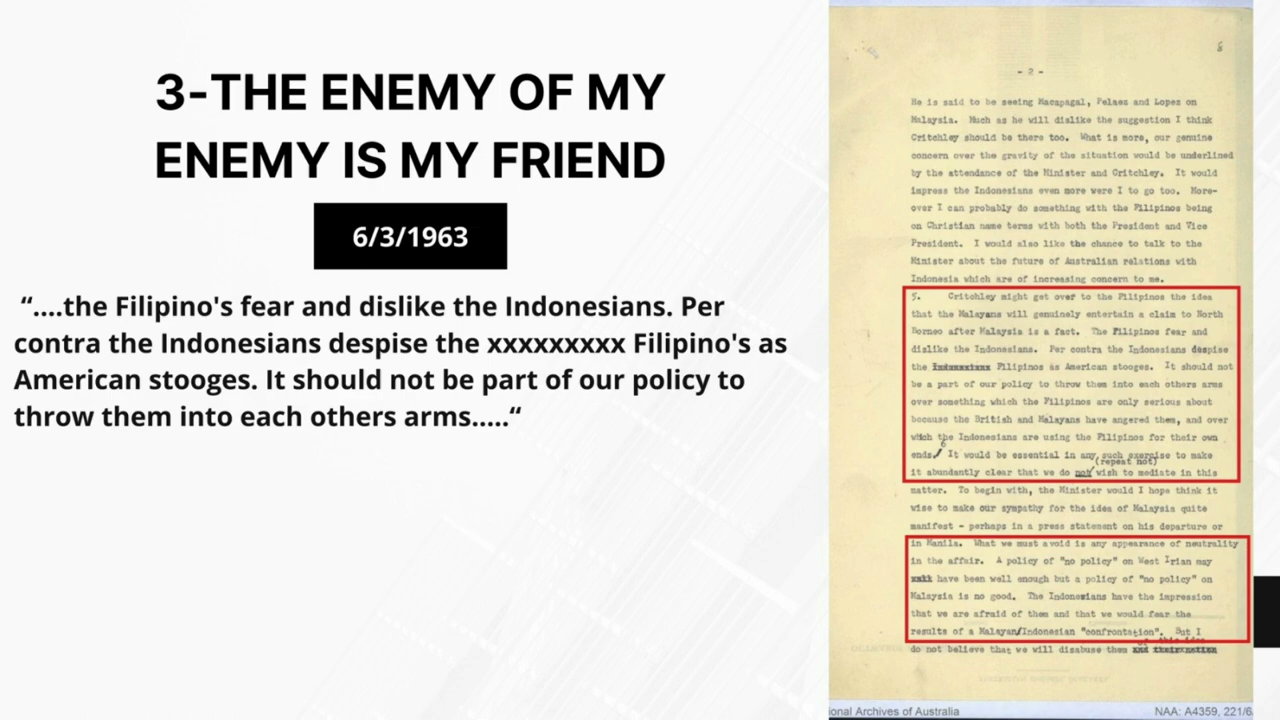 3-THE ENEMY OF MY
ENEMY IS MY FRIEND
6/3/1963
“....the Filipino's fear and dislike the Indonesians. Per
contra the Indonesians despise the xxxxxxxxx Filipino's as
American stooges. It should not be part of our policy to
throw them into each others arms.....“
8
- 2 -
He is said to be seeing Macapagal, Pelaez and Lopez on
Malaysia. Much as he will dislike the suggestion I think
Critchley should be there too. What is more, our genuine
concern over the gravity of the situation would be underlined
by the attendance of the Minister and Critchley. It would
impress the Indonesians even more were I to go too. More-
over I can probably do something with the Filipinos being
on Christian name terms with both the President and Vice
President. I would also like the chance to talk to the
Minister about the future of Australian relations with
Indonesia which are of increasing concern to me.
5. Critchley might get over to the Filipinos the idea
that the Malayans will genuinely entertain a claim to North
Borneo after Malaysia is a fact. The Filipinos fear and
dislike the Indonesians. Per contra the Indonesians despise
the Filipinos as American stooges. It should not
be a part of our policy to throw them into each others arms
over something which the Filipinos are only serious about
because the British and Malayans have angered them, and over
which the Indonesians are using the Filipinos for their own
ends. 6 It would be essential in any such exercise to make
(repeat not)
it abundantly clear that we do not wish to mediate in this
matter. To begin with, the Minister would I hope think it
wise to make our sympathy for the idea of Malaysia quite
manifest - perhaps in a press statement on his departure or
in Manila. What we must avoid is any appearance of neutrality
in the affair. A policy of "no policy" on West Irian may
have been well enough but a policy of "no policy" on
Malaysia is no good. The Indonesians have the impression
that we are afraid of them and that we would fear the
results of a Malayan/Indonesian "confrontation". But I
do not believe that we will disabuse them
ional Archives of Australia
NAA: A4359, 221/6